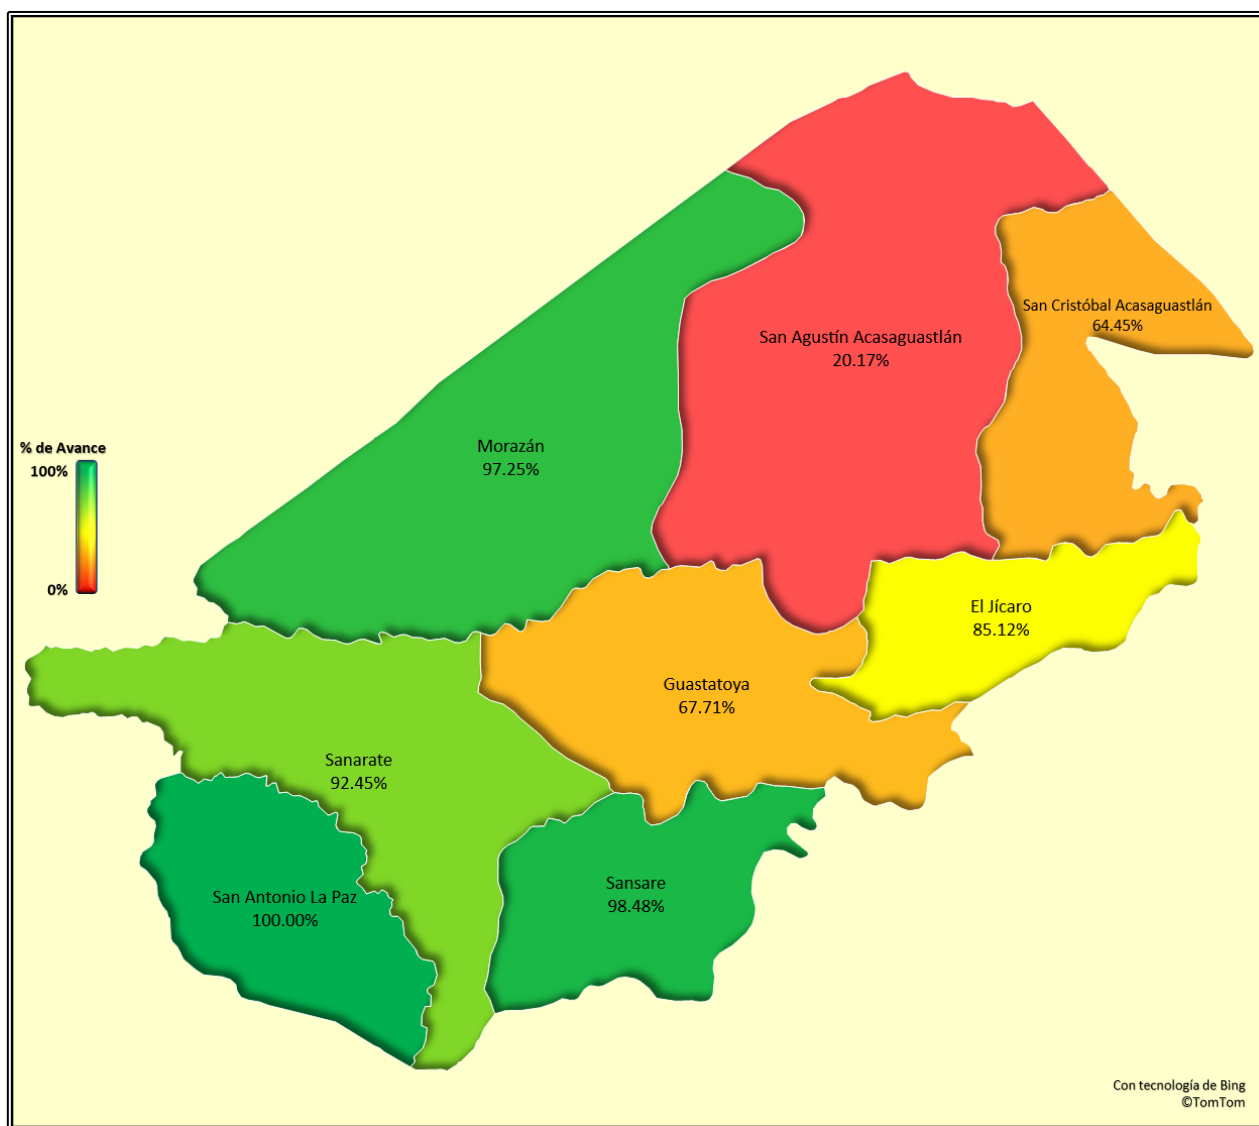 San Cristóbal Acasaguastlán
64.45%
San Agustín Acasaguastlán
20.17%
Morazán
97.25%
% de Avance
100%
0%
El Jícaro
85.12%
Guastatoya
67.71%
Sanarate
92.45%
Sansare
98.48%
San Antonio La Paz
100.00%
Con tecnología de Bing
©TomTom